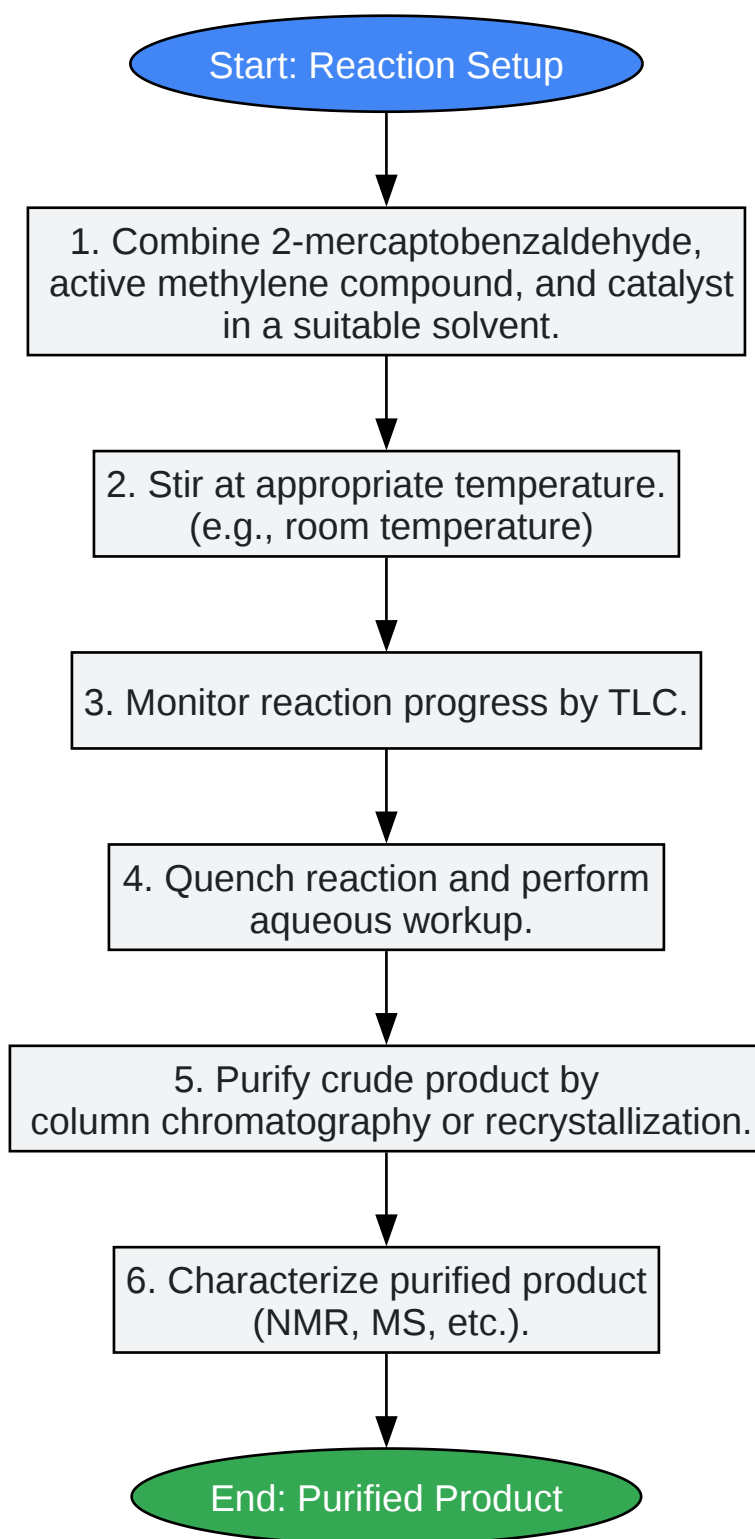 Start: Reaction Setup
1. Combine 2-mercaptobenzaldehyde,
active methylene compound, and catalyst
in a suitable solvent.
2. Stir at appropriate temperature.
(e.g., room temperature)
3. Monitor reaction progress by TLC.
4. Quench reaction and perform
aqueous workup.
5. Purify crude product by
column chromatography or recrystallization.
6. Characterize purified product
(NMR, MS, etc.).
End: Purified Product